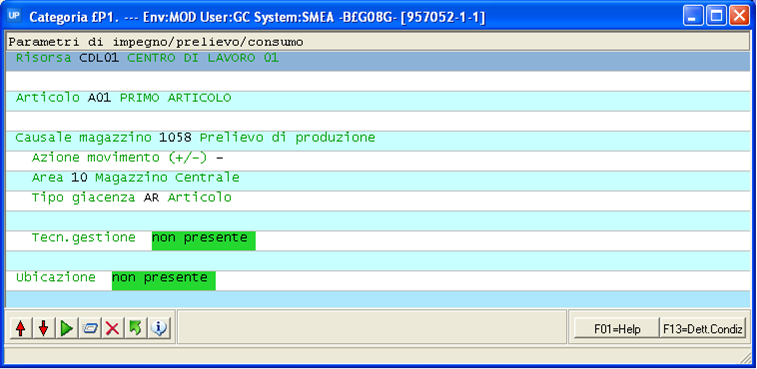 UP Categoria £P1. --- Env:MOD User:GC System:SMEA -B£G08G- [957052-1-1]
Parametri di impegno/prelievo/consumo
Risorsa CDL01 CENTRO DI LAVORO 01
Articolo A01 PRIMO ARTICOLO
Causale magazzino 1058 Prelievo di produzione
Azione movimento (+/-) -
Area 10 Magazzino Centrale
Tipo giacenza AR Articolo
Tecn.gestione non presente
Ubicazione non presente
F01=Help F13=Dett.Condiz